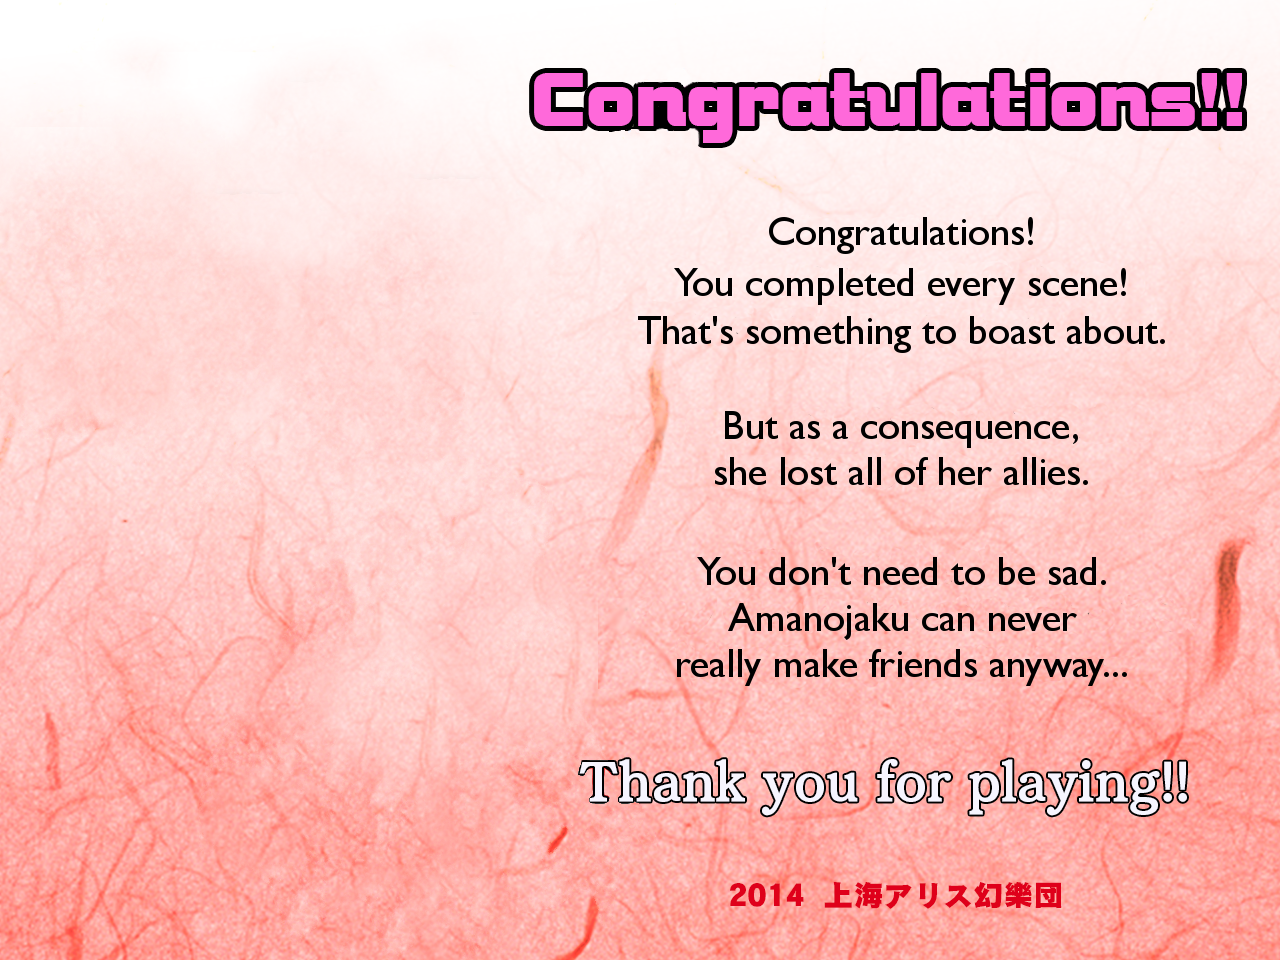 Congratulations!!
Congratulations!
You completed every scene!
That's something to boast about.
But as a consequence,
she lost all of her allies.
You don't need to be sad.
Amanojaku can never
really make friends anyway...
Thank you for playing!!
2014 上海アリス幻樂団